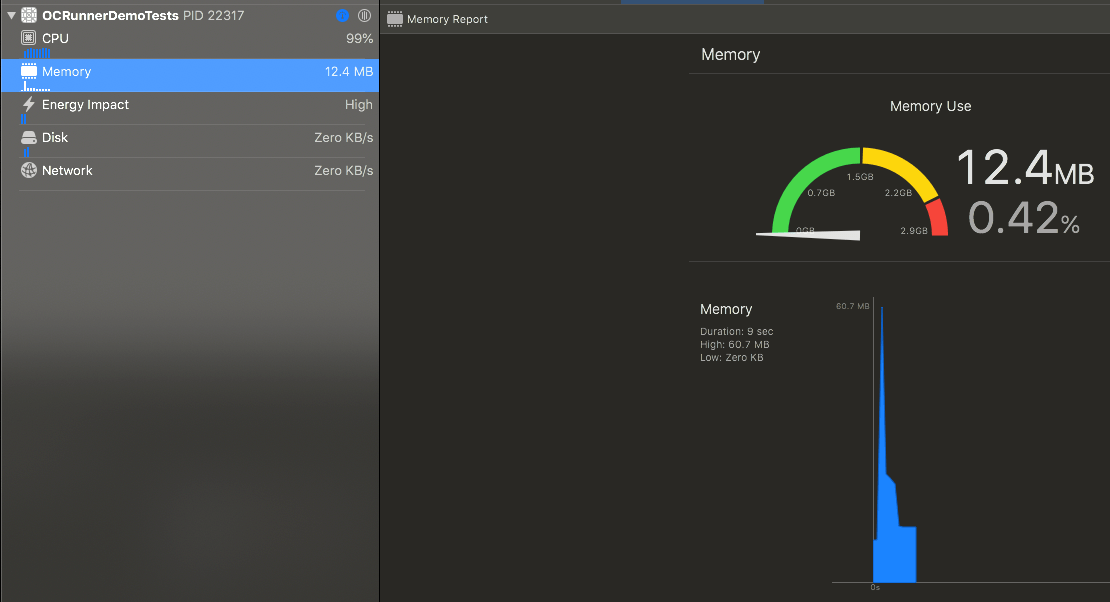 OCRunnerDemoTests PID 22317
CPU 99%
Memory 12.4 MB
Energy Impact High
Disk Zero KB/s
Network Zero KB/s
Memory Report
Memory
Memory Use
0GB
0.7GB
1.5GB
2.2GB
2.9GB
12.4MB
0.42%
Memory
Duration: 9 sec
High: 60.7 MB
Low: Zero KB
60.7 MB
0s